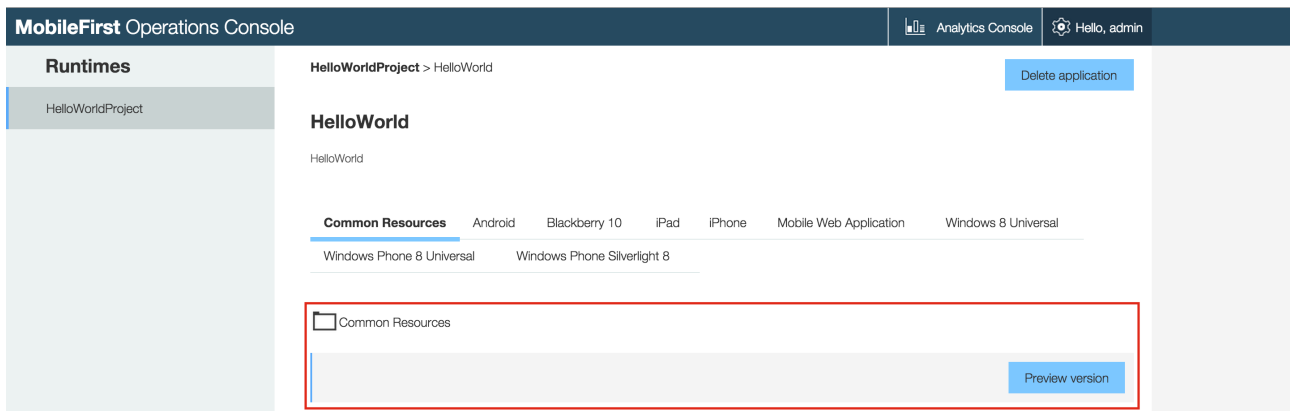 MobileFirst Operations Console
Analytics Console
Hello, admin
Runtimes
HelloWorldProject
HelloWorldProject > HelloWorld
Delete application
HelloWorld
HelloWorld
Common Resources Android Blackberry 10 iPad iPhone Mobile Web Application Windows 8 Universal
Windows Phone 8 Universal Windows Phone Silverlight 8
Common Resources
Preview version